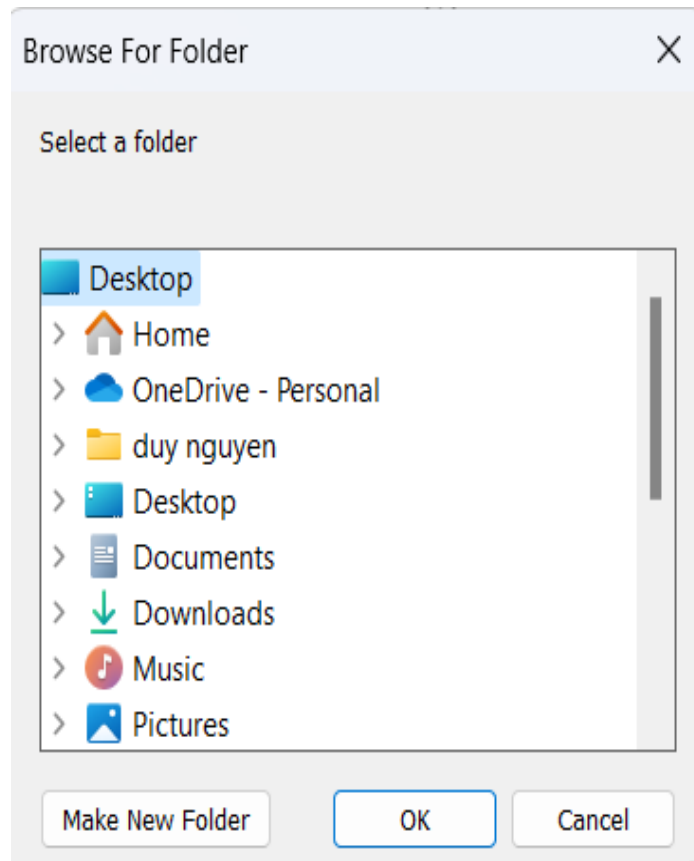 Browse For Folder
Select a folder
Desktop
Home
OneDrive - Personal
duy nguyen
Desktop
Documents
Downloads
Music
Pictures
Make New Folder OK Cancel